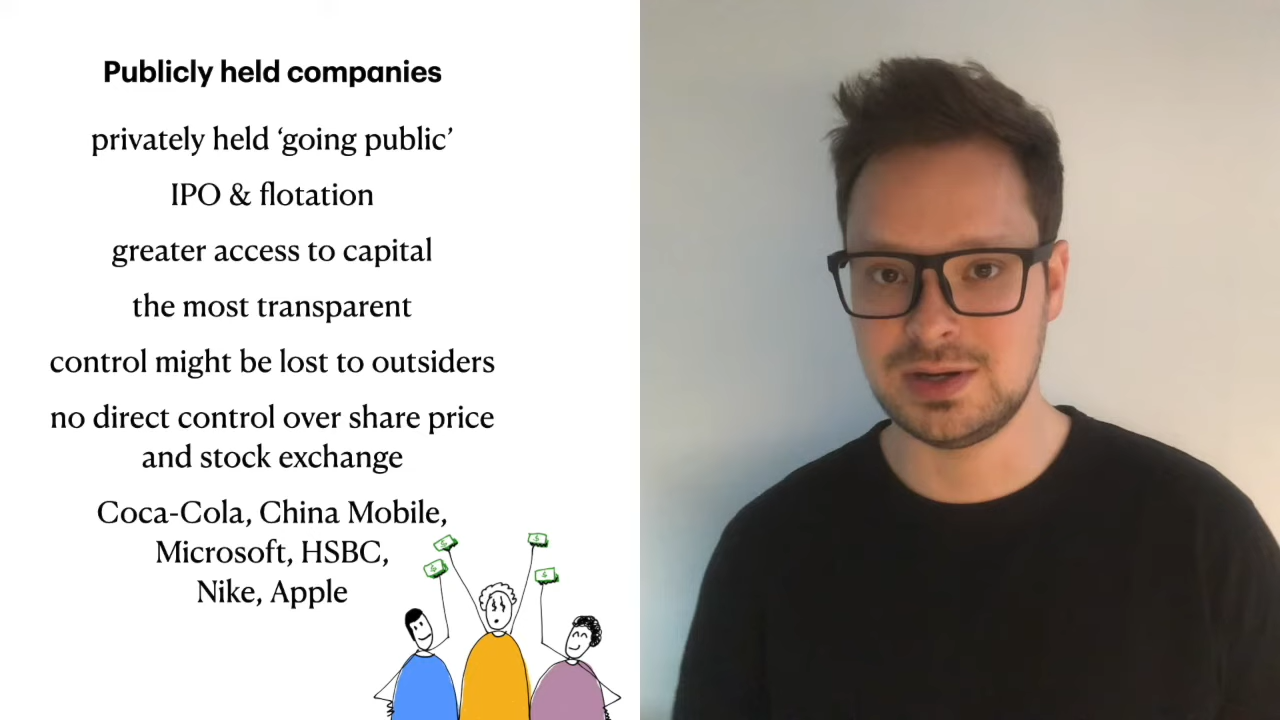 Publicly held companies
privately held ‘going public’
IPO & flotation
greater access to capital
the most transparent
control might be lost to outsiders
no direct control over share price
and stock exchange
Coca-Cola, China Mobile,
Microsoft, HSBC,
Nike, Apple